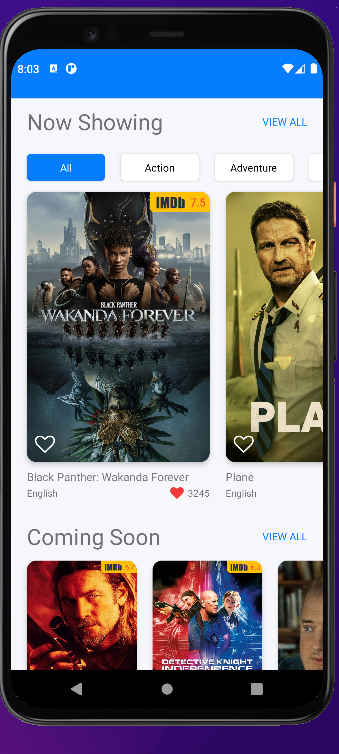 8:03
Now Showing
VIEW ALL
All
Action
Adventure
IMDb 7.5
BLACK PANTHER
WAKANDA FOREVER
PLA
Black Panther: Wakanda Forever
Plane
English
3245
English
Coming Soon
VIEW ALL
IMDb
IMDb
DETECTIVE KNIGHT
INDEPENDENCE